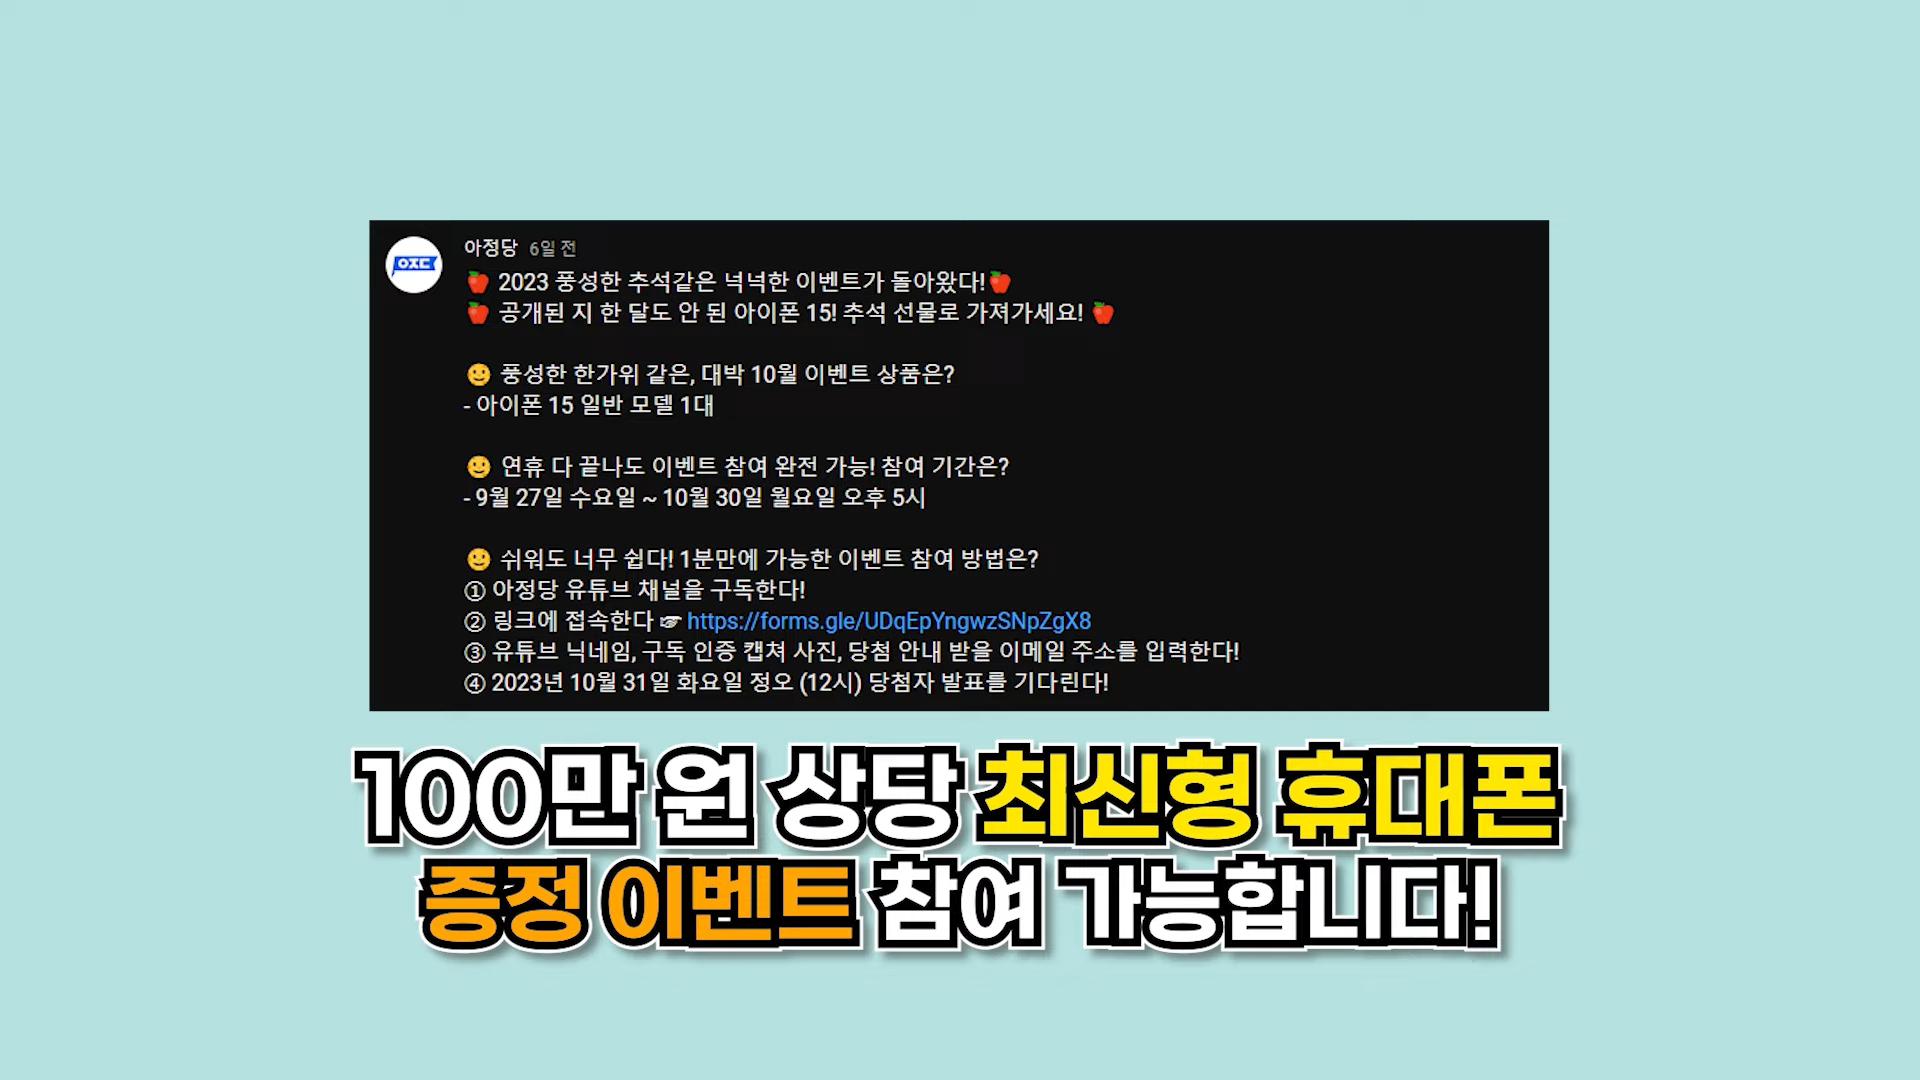 아정당 6일 전
🍎 2023 풍성한 추석같은 넉넉한 이벤트가 돌아왔다!🍎
🍎 공개된 지 한 달도 안 된 아이폰 15! 추석 선물로 가져가세요! 🍎
🙂 풍성한 한가위 같은, 대박 10월 이벤트 상품은?
- 아이폰 15 일반 모델 1대
🙂 연휴 다 끝나도 이벤트 참여 완전 가능! 참여 기간은?
- 9월 27일 수요일 ~ 10월 30일 월요일 오후 5시
🙂 쉬워도 너무 쉽다! 1분만에 가능한 이벤트 참여 방법은?
① 아정당 유튜브 채널을 구독한다!
② 링크에 접속한다 ☞ https://forms.gle/UDqEpYngwzSNpZgX8
③ 유튜브 닉네임, 구독 인증 캡쳐 사진, 당첨 안내 받을 이메일 주소를 입력한다!
④ 2023년 10월 31일 화요일 정오 (12시) 당첨자 발표를 기다린다!
100만 원 상당 최신형 휴대폰
증정 이벤트 참여 가능합니다!